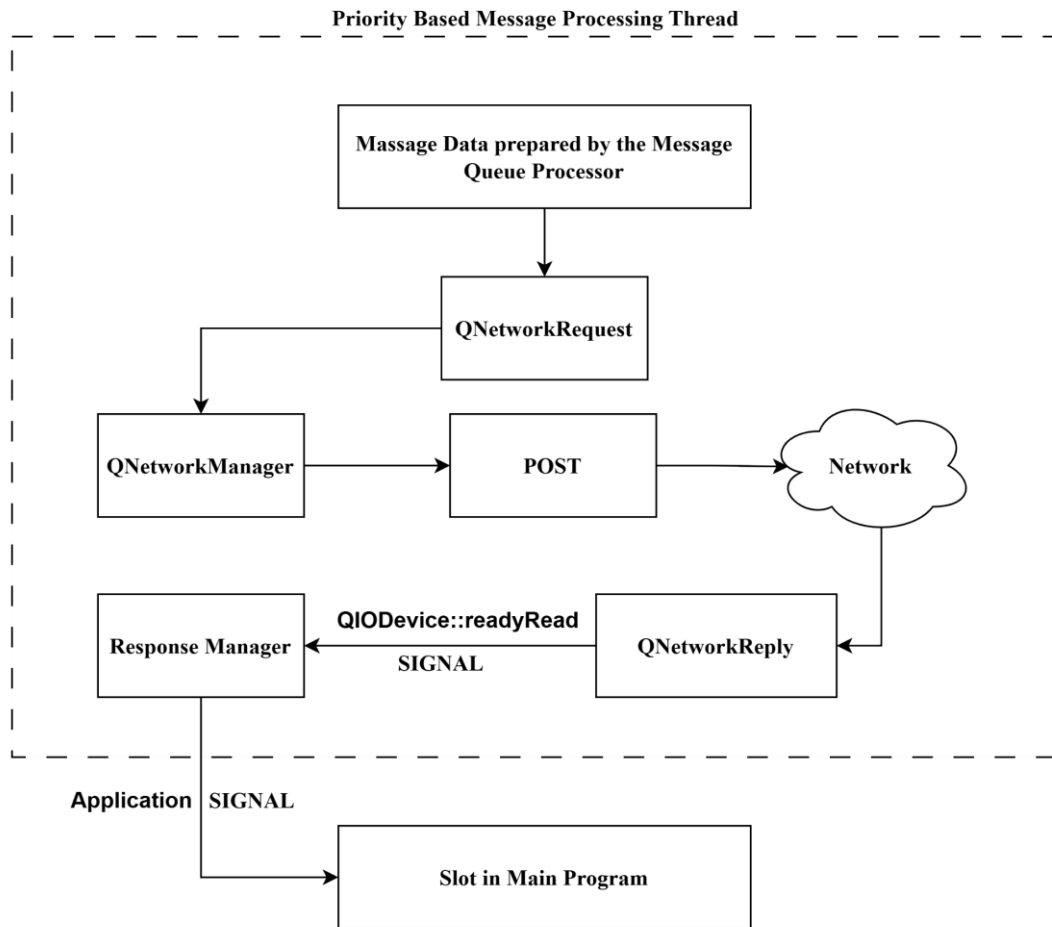 Priority Based Message Processing Thread
Massage Data prepared by the Message
Queue Processor
QNetworkRequest
QNetworkManager
POST
Network
Response Manager
QIODevice::readyRead
SIGNAL
QNetworkReply
Application SIGNAL
Slot in Main Program